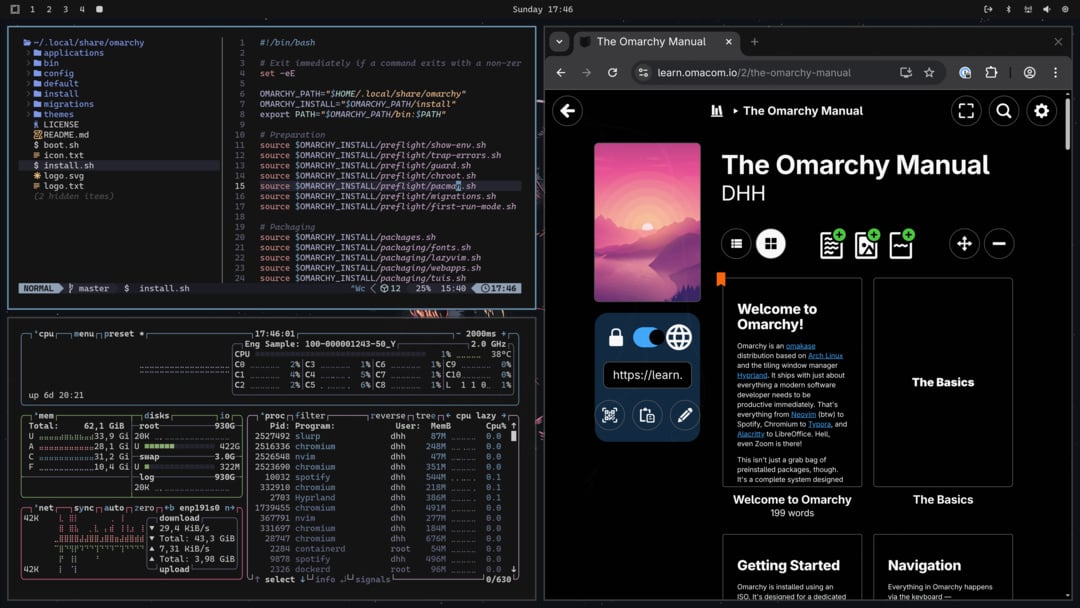 1 2 3 4
Sunday 17:46
~/.local/share/omarchy
applications
bin
config
default
install
migrations
themes
LICENSE
README.md
$ boot.sh
icon.txt
$ install.sh
logo.svg
logo.txt
(2 hidden items)
1 #!/bin/bash
2
3 # Exit immediately if a command exits with a non-zer
4 set -eE
5
6 OMARCHY_PATH="$HOME/.local/share/omarchy"
7 OMARCHY_INSTALL="$OMARCHY_PATH/install"
8 export PATH="$OMARCHY_PATH/bin:$PATH"
9
10 # Preparation
11 source $OMARCHY_INSTALL/preflight/show-env.sh
12 source $OMARCHY_INSTALL/preflight/trap-errors.sh
13 source $OMARCHY_INSTALL/preflight/guard.sh
14 source $OMARCHY_INSTALL/preflight/chroot.sh
15 source $OMARCHY_INSTALL/preflight/pacman.sh
16 source $OMARCHY_INSTALL/preflight/migrations.sh
17 source $OMARCHY_INSTALL/preflight/first-run-mode.sh
18
19 # Packaging
20 source $OMARCHY_INSTALL/packages.sh
21 source $OMARCHY_INSTALL/packaging/fonts.sh
22 source $OMARCHY_INSTALL/packaging/lazyvim.sh
23 source $OMARCHY_INSTALL/packaging/webapps.sh
24 source $OMARCHY_INSTALL/packaging/tuis.sh
NORMAL master $ install.sh ^Wc 12 25% 15:40 17:46
¹cpu menu preset * 17:46:01 - 2000ms +
Eng Sample: 100-000001243-50_Y 2.0 GHz
CPU 1% 38°C
C0 2% C3 1% C6 1% C9 0%
C1 4% C4 5% C7 0% C10 0%
C2 2% C5 6% C8 1% L 1 1 0
up 6d 20:21
²mem disks io
Total: 62,1 GiB
U 33,9 Gi
A 28,1 Gi
C 31,2 Gi
F 10,4 Gi
root 930G
20K
U 422G
swap 3.0G
U 322M
log 930G
20K
³net sync auto zero ←b enp191s0 n→
42K
42K
download
▼ 29,4 KiB/s
▼ Total: 43,3 GiB
▲ 7,31 KiB/s
▲ Total: 3,98 GiB
upload
⁴proc filter reverse tree ← cpu lazy →
Pid: Program: User: MemB Cpu% ↑
2527492 slurp dhh 87M 0.0
2516336 chromium dhh 248M 0.0
2526548 nvim dhh 47M 0.0
2523690 chromium dhh 351M 0.0
10032 spotify dhh 544M 0.1
332910 chromium dhh 218M 0.1
2703 Hyprland dhh 386M 0.1
1739455 chromium dhh 491M 0.0
367791 nvim dhh 277M 0.0
331697 chromium dhh 184M 0.0
28747 chromium dhh 676M 0.0
2284 containerd root 54M 0.0
9878 spotify dhh 496M 0.0
2326 dockerd root 96M 0.0
↑ select ↓ info ↲ signals 0/630
The Omarchy Manual
learn.omacom.io/2/the-omarchy-manual
The Omarchy Manual
https://learn.
The Omarchy Manual
DHH
Welcome to
Omarchy!
Omarchy is an omakase
distribution based on Arch Linux
and the tiling window manager
Hyprland. It ships with just about
everything a modern software
developer needs to be
productive immediately. That's
everything from Neovim (btw) to
Spotify, Chromium to Typora, and
Alacritty to LibreOffice. Hell,
even Zoom is there!
This isn't just a grab bag of
preinstalled packages, though.
It's a complete system designed
Welcome to Omarchy
199 words
The Basics
The Basics
Getting Started
Omarchy is installed using an
ISO. It's designed for a dedicated
Navigation
Everything in Omarchy happens
via the keyboard —